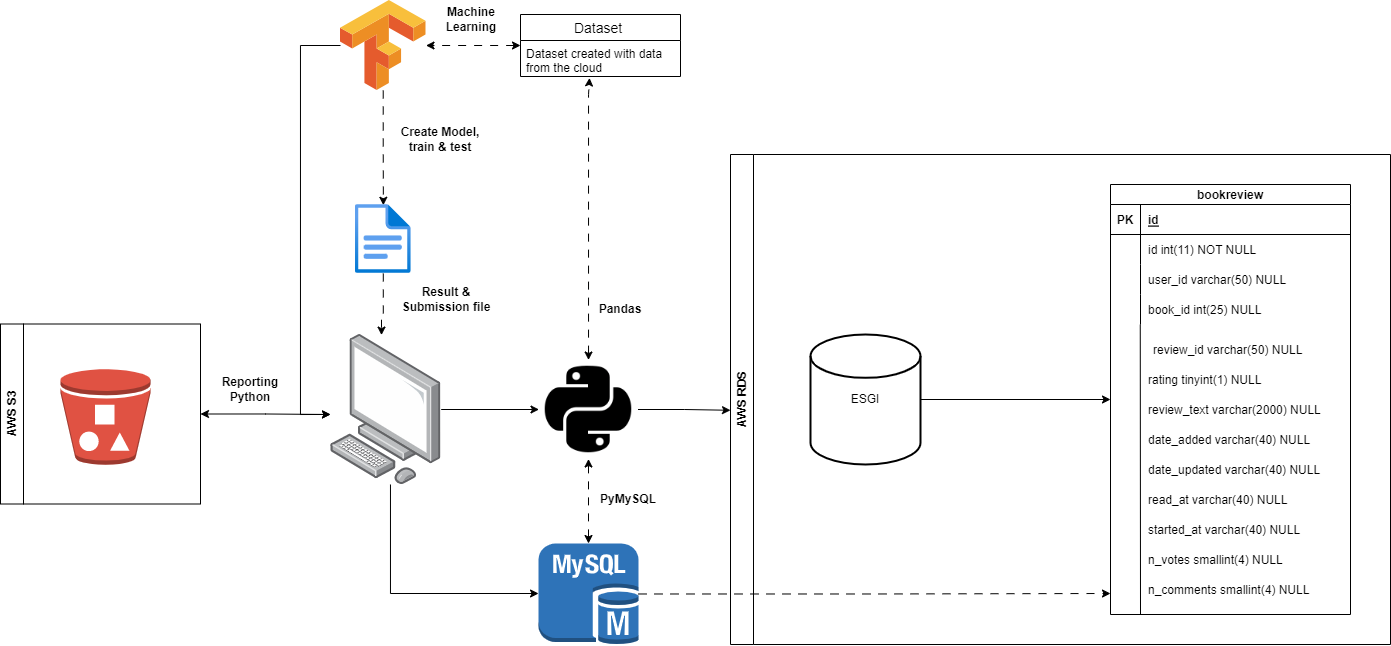 Machine
Learning
Dataset
Dataset created with data
from the cloud
Create Model,
train & test
Result &
Submission file
Pandas
AWS S3
Reporting
Python
PyMySQL
MySQL
M
AWS RDS
ESGI
bookreview
PK
id
id int(11) NOT NULL
user_id varchar(50) NULL
book_id int(25) NULL
review_id varchar(50) NULL
rating tinyint(1) NULL
review_text varchar(2000) NULL
date_added varchar(40) NULL
date_updated varchar(40) NULL
read_at varchar(40) NULL
started_at varchar(40) NULL
n_votes smallint(4) NULL
n_comments smallint(4) NULL